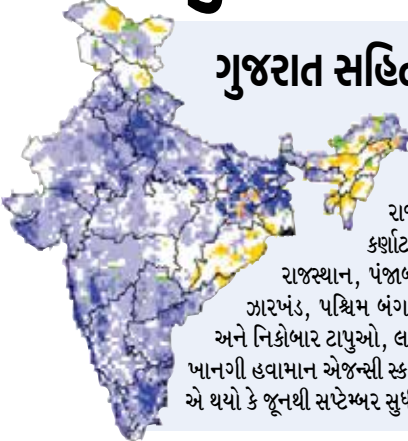 ગુજરાત સહિત
રાજ
કર્ણાટ
રાજસ્થાન, પંજાબ
ઝારખંડ, પશ્ચિમ બંગ
અને નિકોબાર ટાપુઓ, લ
ખાનગી હવામાન એજન્સી સ્ક
એ થયો કે જૂનથી સપ્ટેમ્બર સુધ